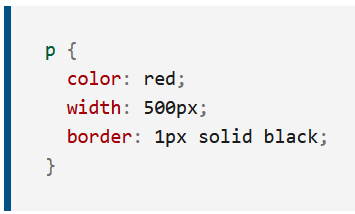 p {
  color: red;
  width: 500px;
  border: 1px solid black;
}